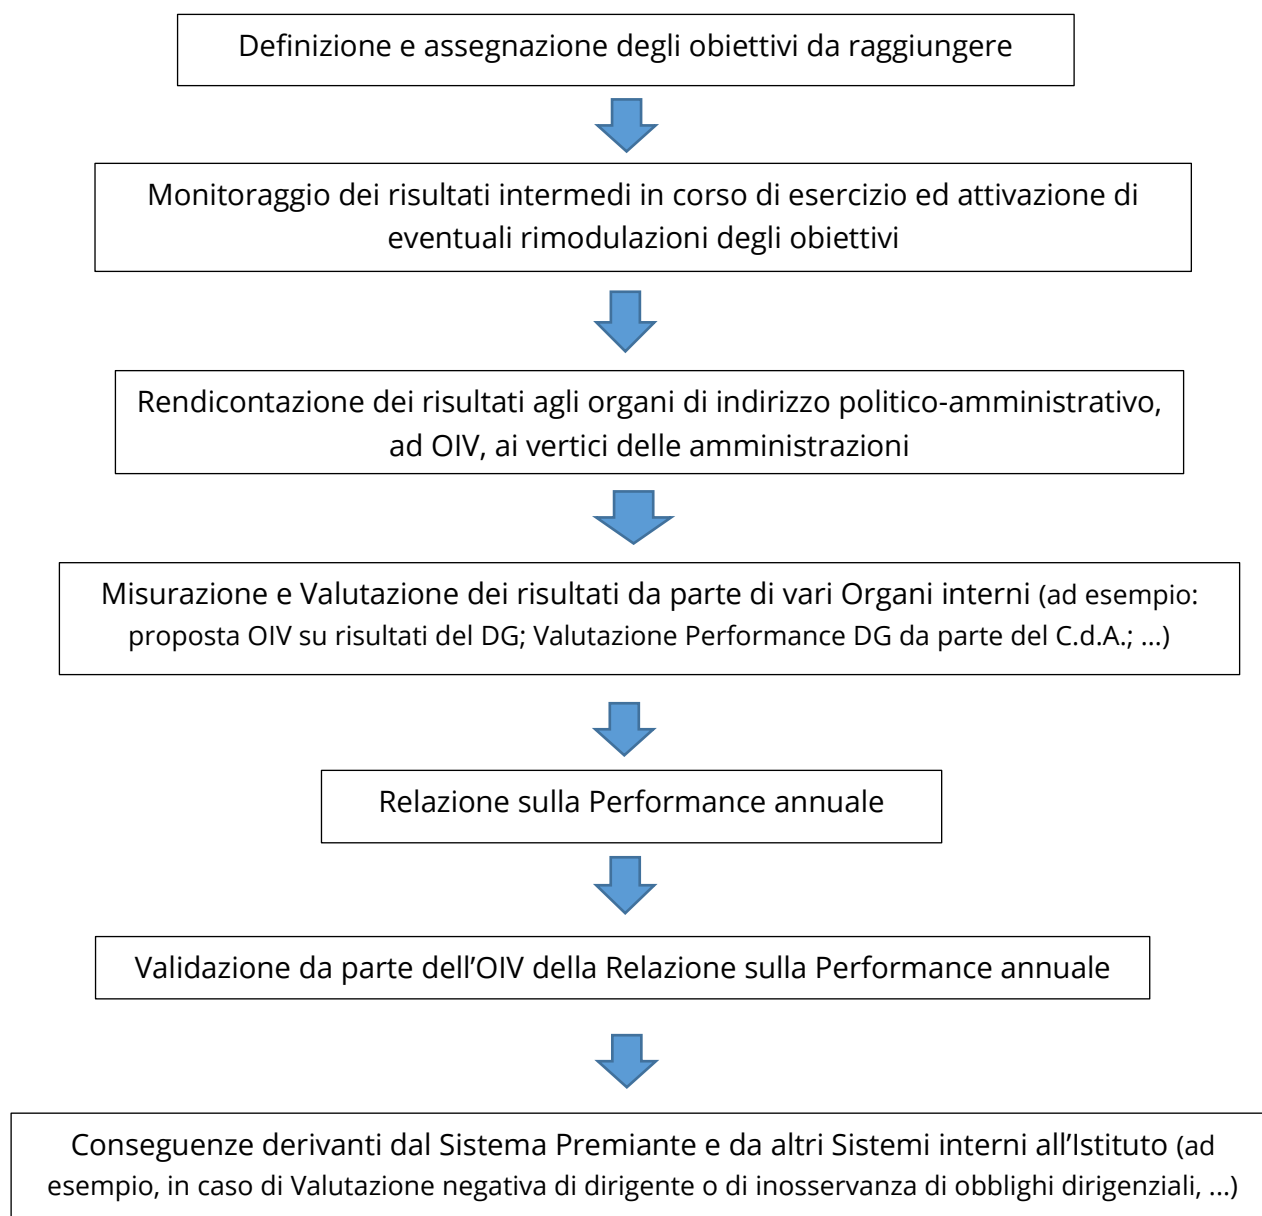 Definizione e assegnazione degli obiettivi da raggiungere
Monitoraggio dei risultati intermedi in corso di esercizio ed attivazione di
eventuali rimodulazioni degli obiettivi
Rendicontazione dei risultati agli organi di indirizzo politico-amministrativo,
ad OIV, ai vertici delle amministrazioni
Misurazione e Valutazione dei risultati da parte di vari Organi interni (ad esempio:
proposta OIV su risultati del DG; Valutazione Performance DG da parte del C.d.A.; ...)
Relazione sulla Performance annuale
Validazione da parte dell’OIV della Relazione sulla Performance annuale
Conseguenze derivanti dal Sistema Premiante e da altri Sistemi interni all’Istituto (ad
esempio, in caso di Valutazione negativa di dirigente o di inosservanza di obblighi dirigenziali, ...)